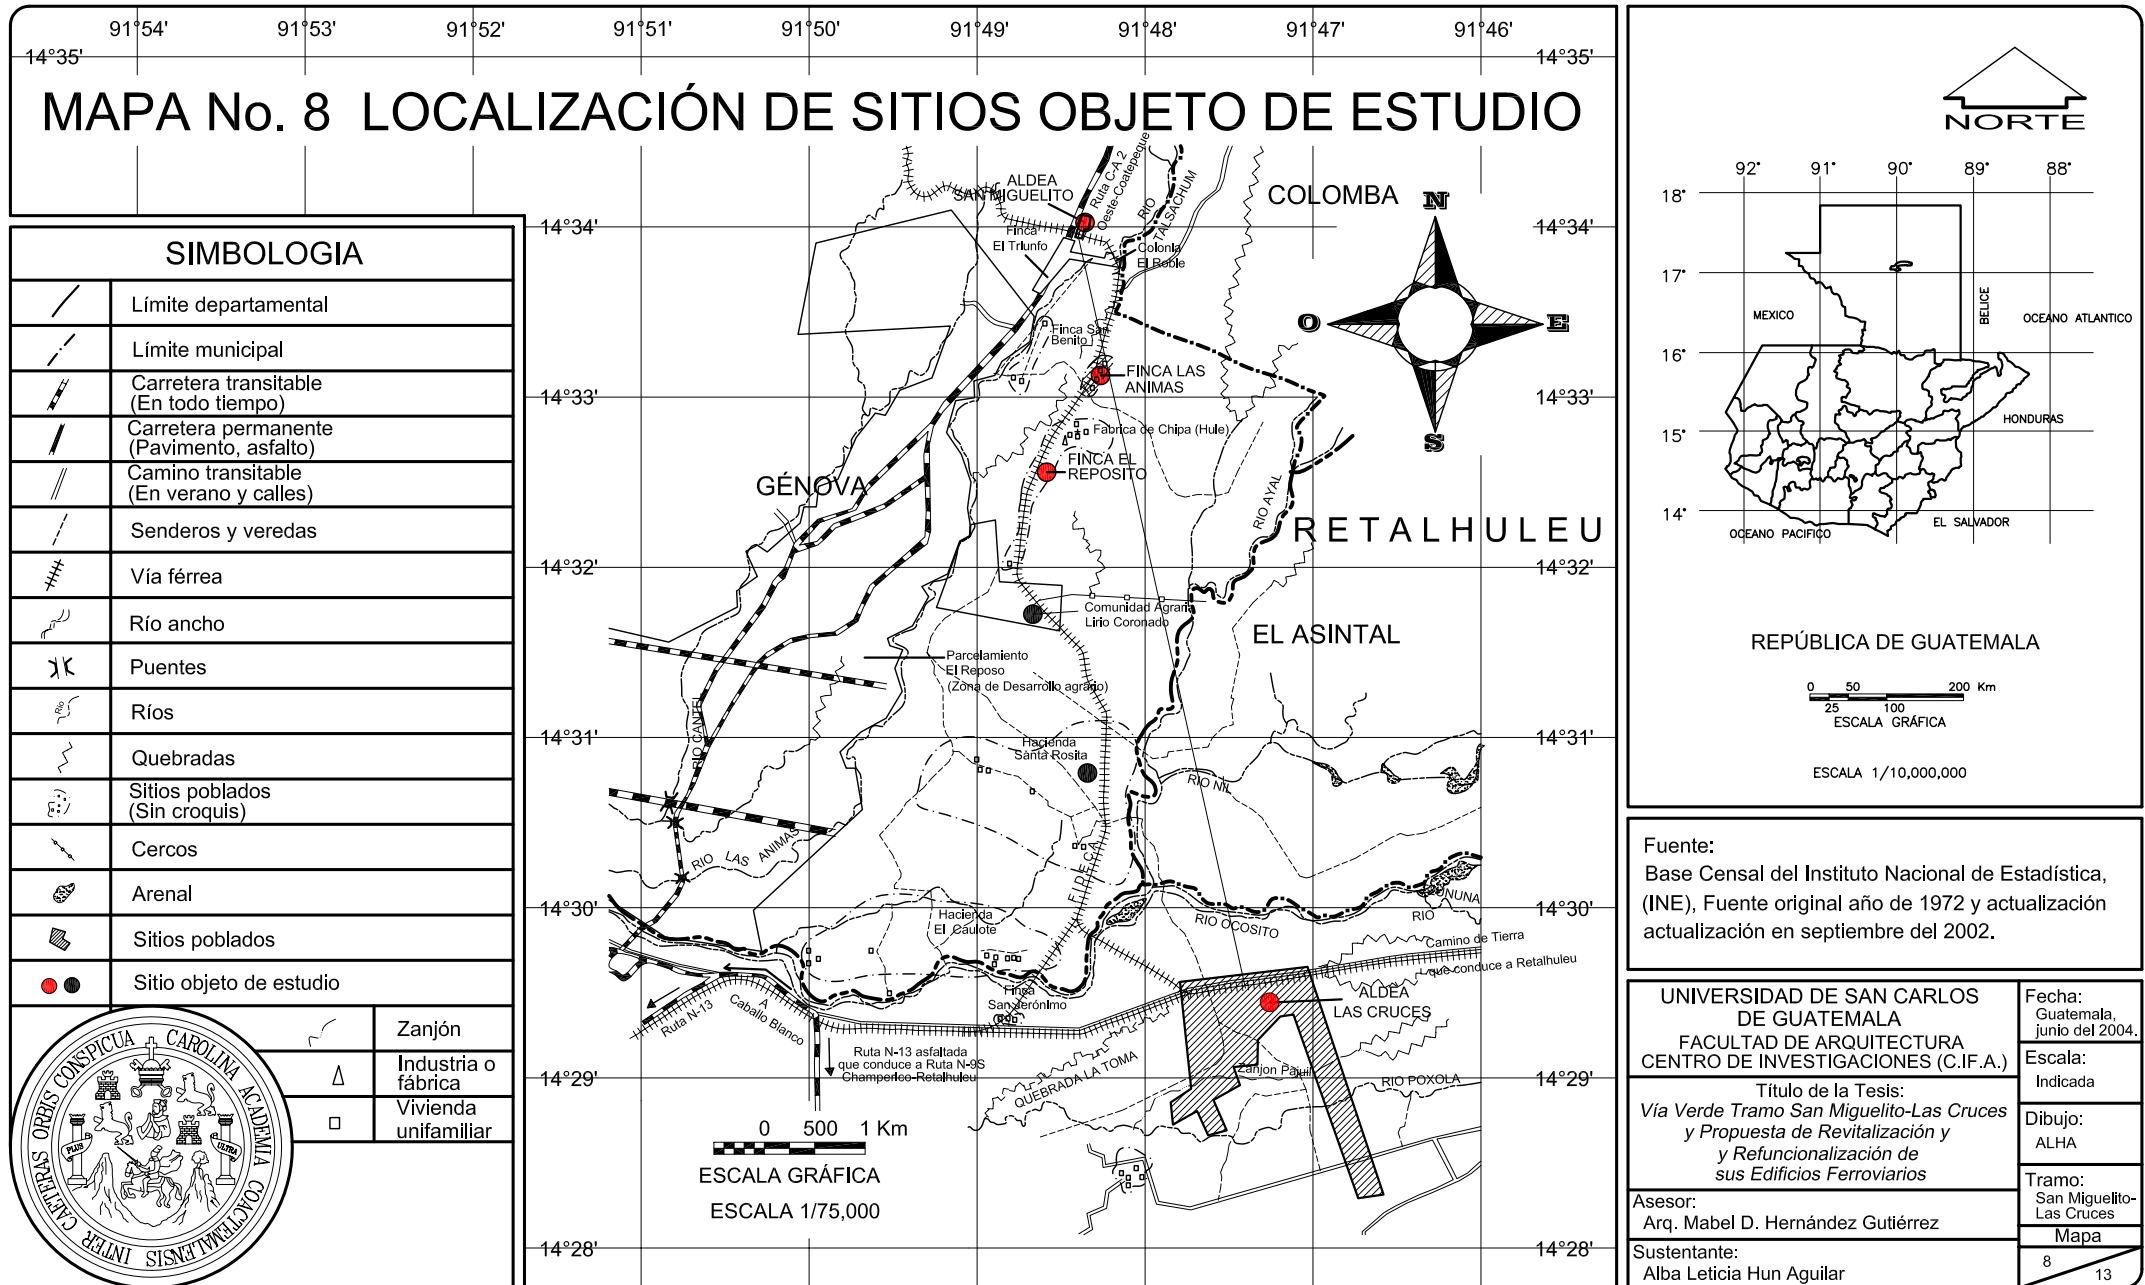 91°54' 91°53' 91°52' 91°51' 91°50' 91°49' 91°48' 91°47' 91°46'
14°35' 14°35'
MAPA No. 8 LOCALIZACIÓN DE SITIOS OBJETO DE ESTUDIO
SIMBOLOGIA
Límite departamental
Límite municipal
Carretera transitable
(En todo tiempo)
Carretera permanente
(Pavimento, asfalto)
Camino transitable
(En verano y calles)
Senderos y veredas
Vía férrea
Río ancho
Puentes
Río
Ríos
Quebradas
Sitios poblados
(Sin croquis)
Cercos
Arenal
Sitios poblados
Sitio objeto de estudio
Zanjón
Industria o
fábrica
Vivienda
unifamiliar
CAROLINA ACADEMIA COACTEMALENSIS INTER CAETERAS ORBIS CONSPICUA
PLUS
ULTRA
14°34' 14°34'
14°33' 14°33'
14°32' 14°32'
14°31' 14°31'
14°30' 14°30'
14°29' 14°29'
14°28' 14°28'
ALDEA
SAN MIGUELITO
Ruta C-A 2
Oeste-Coatepeque
RIO
TALSACHUM
COLOMBA
Finca
El Triunfo
Colonia
El Roble
N
O
E
S
Finca San
Benito
FINCA LAS
ANIMAS
Fabrica de Chipa (Hule)
FINCA EL
REPOSITO
GÉNOVA
RIO AYAL
RETALHULEU
Comunidad Agraria
Lirio Coronado
EL ASINTAL
Parcelamiento
El Reposo
(Zona de Desarrollo agrario)
RIO CANTEL
Hacienda
Santa Rosita
RIO NIL
RIO LAS ANIMAS
FIDECA
Hacienda
El Caulote
RIO OCOSITO
RIO
Camino de Tierra
que conduce a Retalhuleu
Finca
San Jerónimo
ALDEA
LAS CRUCES
Ruta N-13
A
Caballo Blanco
Ruta N-13 asfaltada
que conduce a Ruta N-9S
Champerico-Retalhuleu
QUEBRADA LA TOMA
Zanjon Pajuil
RIO POXOLA
0 500 1 Km
ESCALA GRÁFICA
ESCALA 1/75,000
NORTE
92° 91° 90° 89° 88°
18°
17°
16°
15°
14°
MEXICO
BELICE
OCEANO ATLANTICO
HONDURAS
EL SALVADOR
OCEANO PACIFICO
REPÚBLICA DE GUATEMALA
0 50 200 Km
25 100
ESCALA GRÁFICA
ESCALA 1/10,000,000
Fuente:
Base Censal del Instituto Nacional de Estadística,
(INE), Fuente original año de 1972 y actualización
actualización en septiembre del 2002.
UNIVERSIDAD DE SAN CARLOS
DE GUATEMALA
FACULTAD DE ARQUITECTURA
CENTRO DE INVESTIGACIONES (C.IF.A.)
Título de la Tesis:
Vía Verde Tramo San Miguelito-Las Cruces
y Propuesta de Revitalización y
y Refuncionalización de
sus Edificios Ferroviarios
Asesor:
Arq. Mabel D. Hernández Gutiérrez
Sustentante:
Alba Leticia Hun Aguilar
Fecha:
Guatemala,
junio del 2004.
Escala:
Indicada
Dibujo:
ALHA
Tramo:
San Miguelito-
Las Cruces
Mapa
8
13